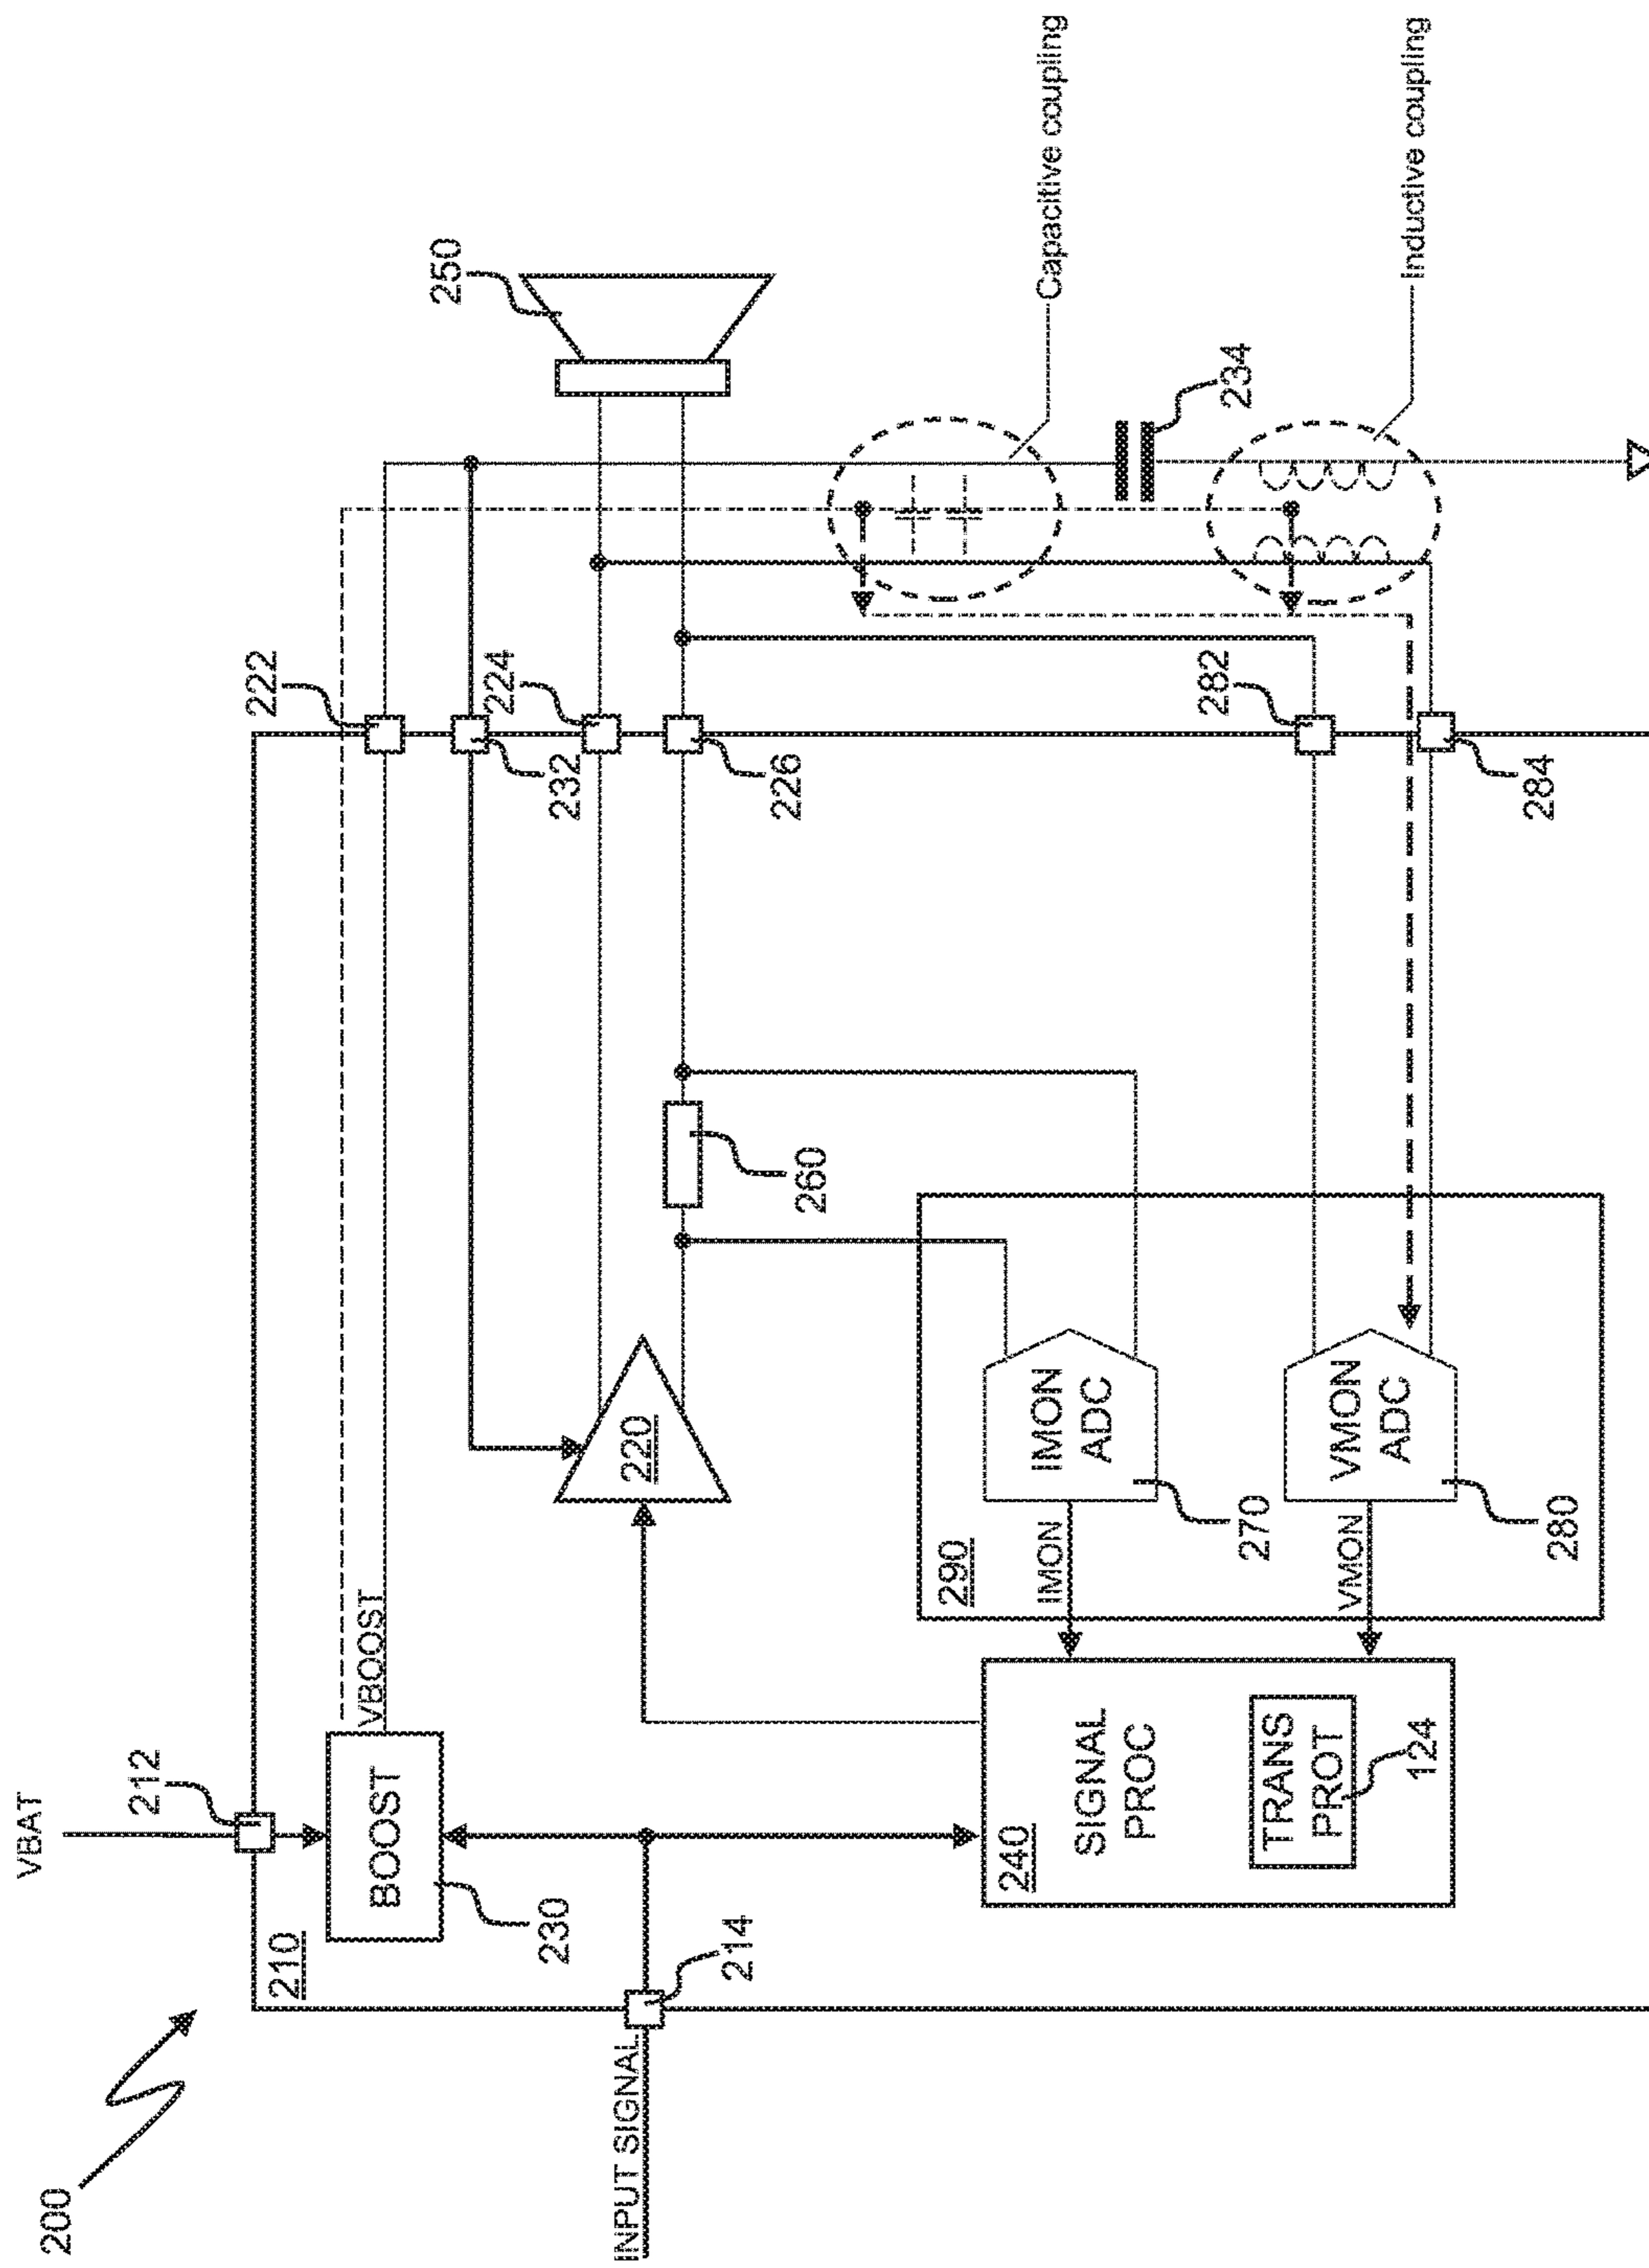 200
VBAT
212
210
BOOST
230
VBOOST
INPUT SIGNAL
214
222
232
224
226
250
220
260
Capacitive coupling
234
Inductive coupling
282
284
240
SIGNAL
PROC
TRANS
PROT
124
290
IMON
IMON
ADC
270
VMON
VMON
ADC
280